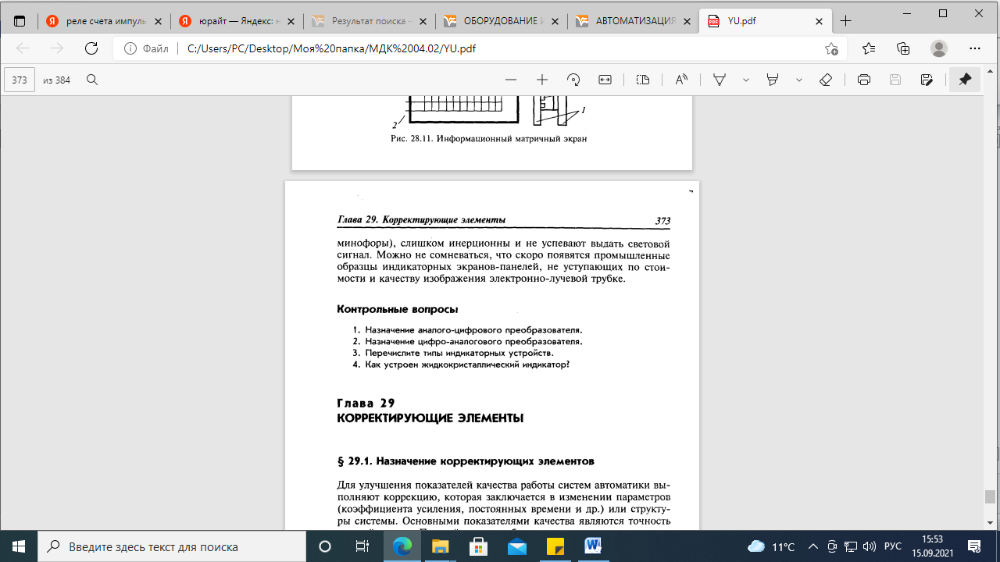 реле счета импуль
юрайт — Яндекс: н
Результат поиска –
ОБОРУДОВАНИЕ И
АВТОМАТИЗАЦИЯ
YU.pdf
Файл
C:/Users/PC/Desktop/Моя%20папка/МДК%2004.02/YU.pdf
373
из 384
2
1
Рис. 28.11. Информационный матричный экран
Глава 29. Корректирующие элементы 373
минофоры), слишком инерционны и не успевают выдать световой
сигнал. Можно не сомневаться, что скоро появятся промышленные
образцы индикаторных экранов-панелей, не уступающих по стои-
мости и качеству изображения электронно-лучевой трубке.
Контрольные вопросы
1. Назначение аналого-цифрового преобразователя.
2. Назначение цифро-аналогового преобразователя.
3. Перечислите типы индикаторных устройств.
4. Как устроен жидкокристаллический индикатор?
Глава 29
КОРРЕКТИРУЮЩИЕ ЭЛЕМЕНТЫ
§ 29.1. Назначение корректирующих элементов
Для улучшения показателей качества работы систем автоматики вы-
полняют коррекцию, которая заключается в изменении параметров
(коэффициента усиления, постоянных времени и др.) или структу-
ры системы. Основными показателями качества являются точность
Введите здесь текст для поиска
11°C
РУС
15:53
15.09.2021